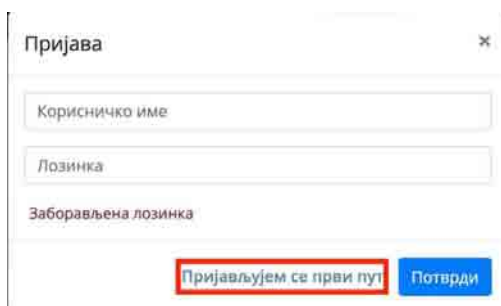 Пријава
×
Корисничко име
Лозинка
Заборављена лозинка
Пријављујем се први пут Потврди